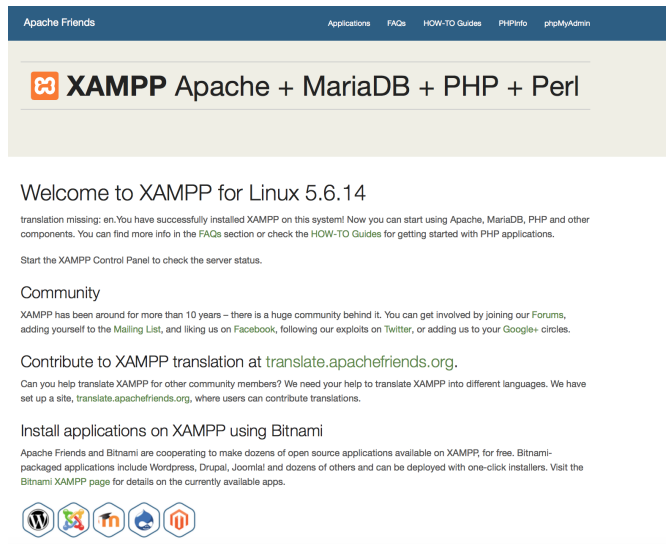 Apache Friends
Applications FAQs HOW-TO Guides PHPInfo phpMyAdmin
XAMPP Apache + MariaDB + PHP + Perl
Welcome to XAMPP for Linux 5.6.14
translation missing: en.You have successfully installed XAMPP on this system! Now you can start using Apache, MariaDB, PHP and other
components. You can find more info in the FAQs section or check the HOW-TO Guides for getting started with PHP applications.
Start the XAMPP Control Panel to check the server status.
Community
XAMPP has been around for more than 10 years – there is a huge community behind it. You can get involved by joining our Forums,
adding yourself to the Mailing List, and liking us on Facebook, following our exploits on Twitter, or adding us to your Google+ circles.
Contribute to XAMPP translation at translate.apachefriends.org.
Can you help translate XAMPP for other community members? We need your help to translate XAMPP into different languages. We have
set up a site, translate.apachefriends.org, where users can contribute translations.
Install applications on XAMPP using Bitnami
Apache Friends and Bitnami are cooperating to make dozens of open source applications available on XAMPP, for free. Bitnami-
packaged applications include Wordpress, Drupal, Joomla! and dozens of others and can be deployed with one-click installers. Visit the
Bitnami XAMPP page for details on the currently available apps.